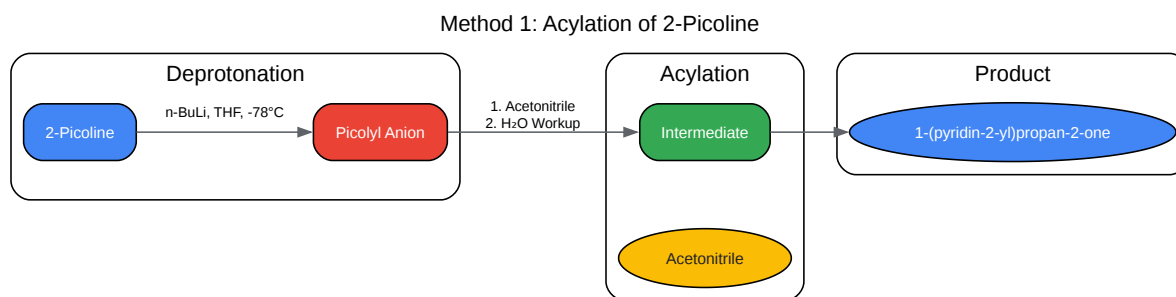 Method 1: Acylation of 2-Picoline
Deprotonation
Acylation
Product
2-Picoline
n-BuLi, THF, -78°C
Picolyl Anion
1. Acetonitrile
2. H₂O Workup
Intermediate
1-(pyridin-2-yl)propan-2-one
Acetonitrile